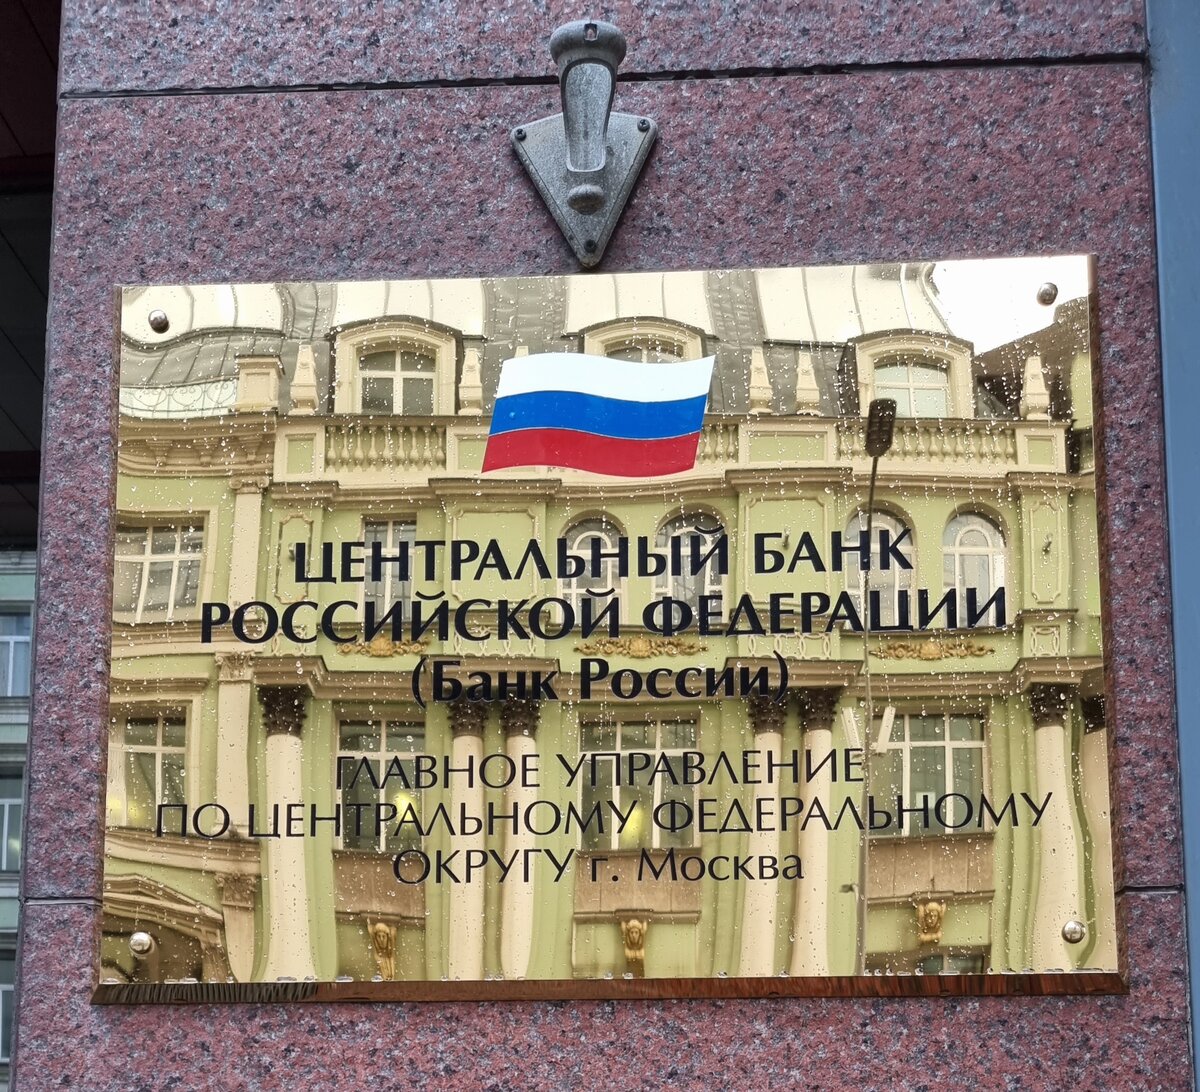 ЦЕНТРАЛЬНЫЙ БАНК
РОССИЙСКОЙ ФЕДЕРАЦИИ
(Банк России)
ГЛАВНОЕ УПРАВЛЕНИЕ
ПО ЦЕНТРАЛЬНОМУ ФЕДЕРАЛЬНОМУ
ОКРУГУ г. Москва